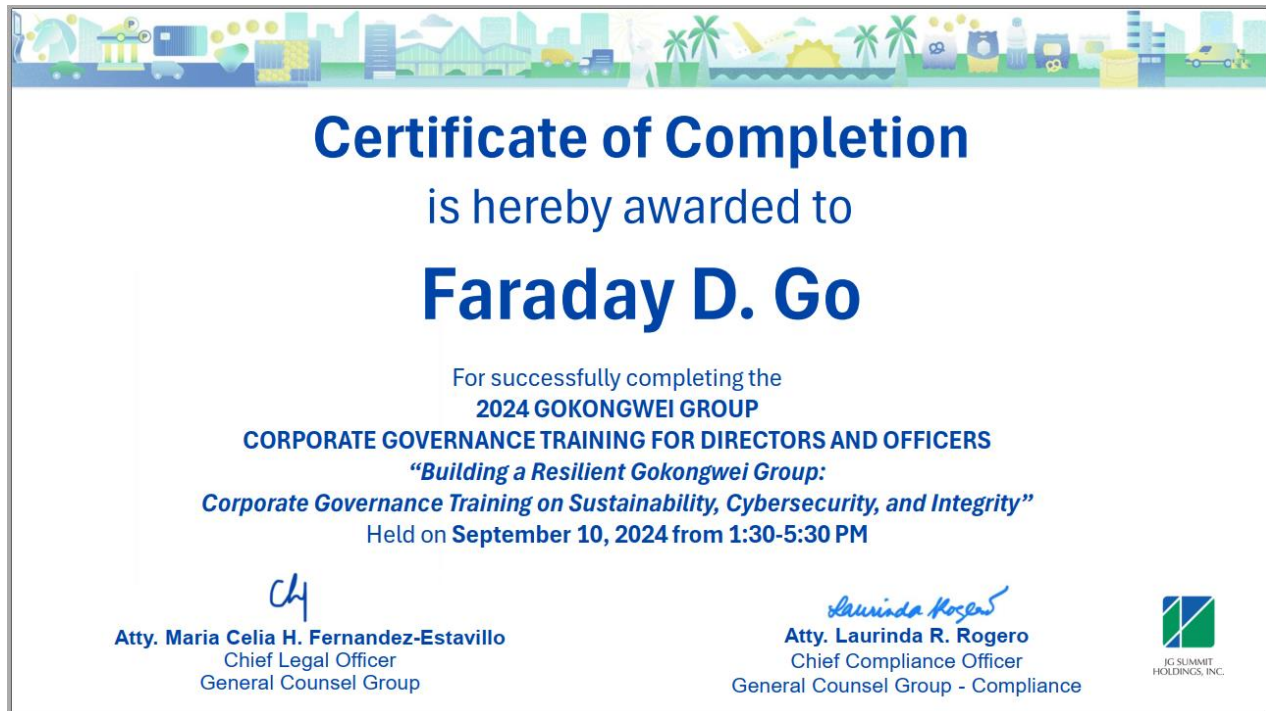 Certificate of Completion
is hereby awarded to
Faraday D. Go
For successfully completing the
2024 GOKONGWEI GROUP
CORPORATE GOVERNANCE TRAINING FOR DIRECTORS AND OFFICERS
“Building a Resilient Gokongwei Group:
Corporate Governance Training on Sustainability, Cybersecurity, and Integrity”
Held on September 10, 2024 from 1:30-5:30 PM
Atty. Maria Celia H. Fernandez-Estavillo
Chief Legal Officer
General Counsel Group
Laurinda Rogero
Atty. Laurinda R. Rogero
Chief Compliance Officer
General Counsel Group - Compliance
JG SUMMIT
HOLDINGS, INC.